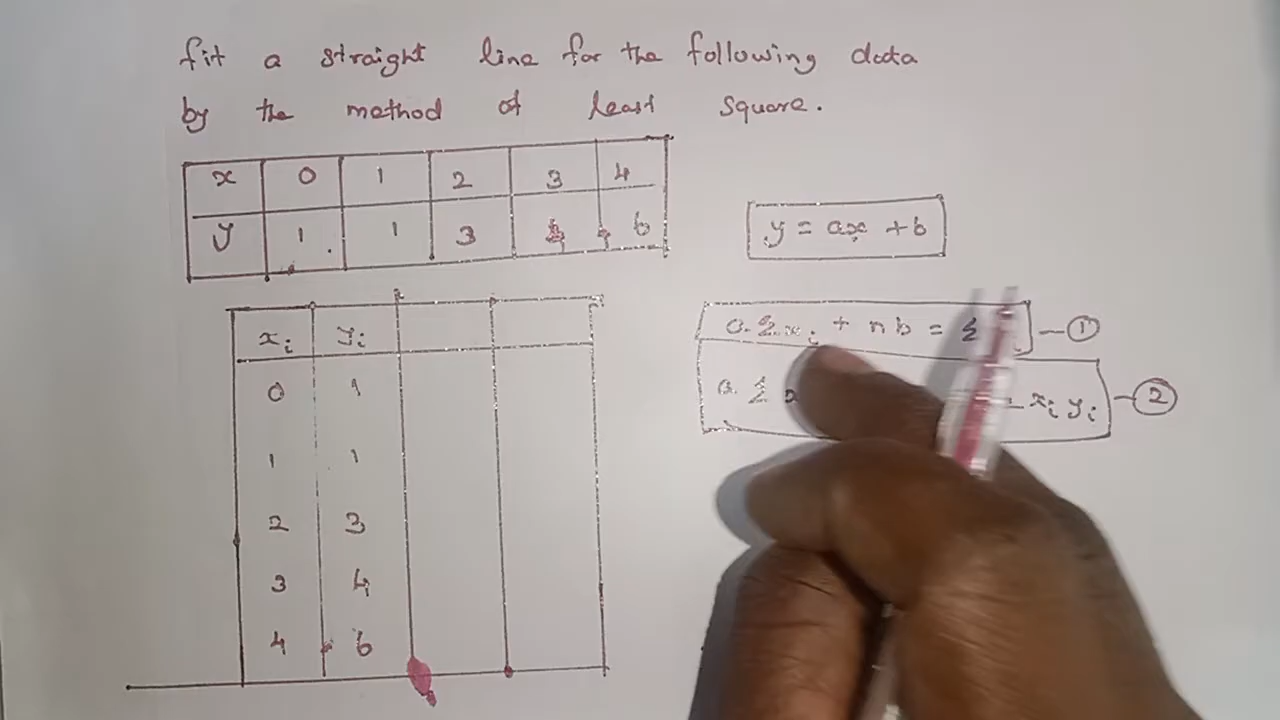 fit a straight line for the following data
by the method of least square.
x 0 1 2 3 4
y 1 1 3 4 6
y = ax + b
a. Σxᵢ + nb = Σ — ①
a. Σ xᵢ yᵢ — ②
xᵢ yᵢ
0 1
1 1
2 3
3 4
4 6